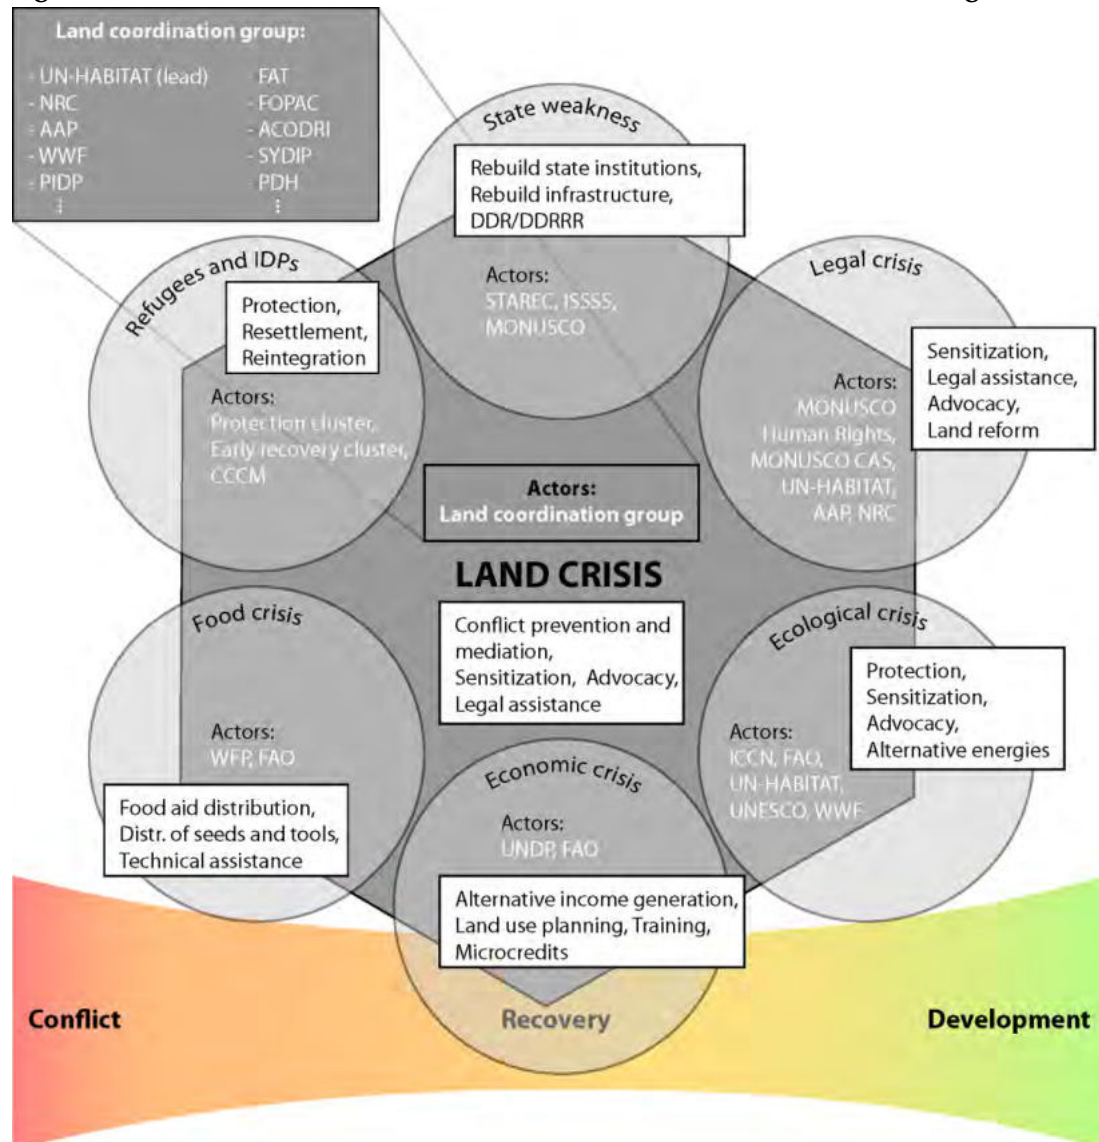 Land coordination group:
- UN-HABITAT (lead)
- NRC
- AAP
- WWF
- PIDP
⋮
- FAT
- FOPAC
- ACODRI
- SYDIP
- PDH
⋮
State weakness
Rebuild state institutions,
Rebuild infrastructure,
DDR/DDRRR
Actors:
STAREC, ISSSS,
MONUSCO
Refugees and IDPs
Protection,
Resettlement,
Reintegration
Actors:
Protection cluster,
Early recovery cluster,
CCCM
Legal crisis
Sensitization,
Legal assistance,
Advocacy,
Land reform
Actors:
MONUSCO
Human Rights,
MONUSCO CAS,
UN-HABITAT,
AAP, NRC
Actors:
Land coordination group
LAND CRISIS
Conflict prevention and
mediation,
Sensitization, Advocacy,
Legal assistance
Food crisis
Actors:
WFP, FAO
Food aid distribution,
Distr. of seeds and tools,
Technical assistance
Ecological crisis
Protection,
Sensitization,
Advocacy,
Alternative energies
Actors:
ICCN, FAO,
UN-HABITAT,
UNESCO, WWF
Economic crisis
Actors:
UNDP, FAO
Alternative income generation,
Land use planning, Training,
Microcredits
Conflict
Recovery
Development